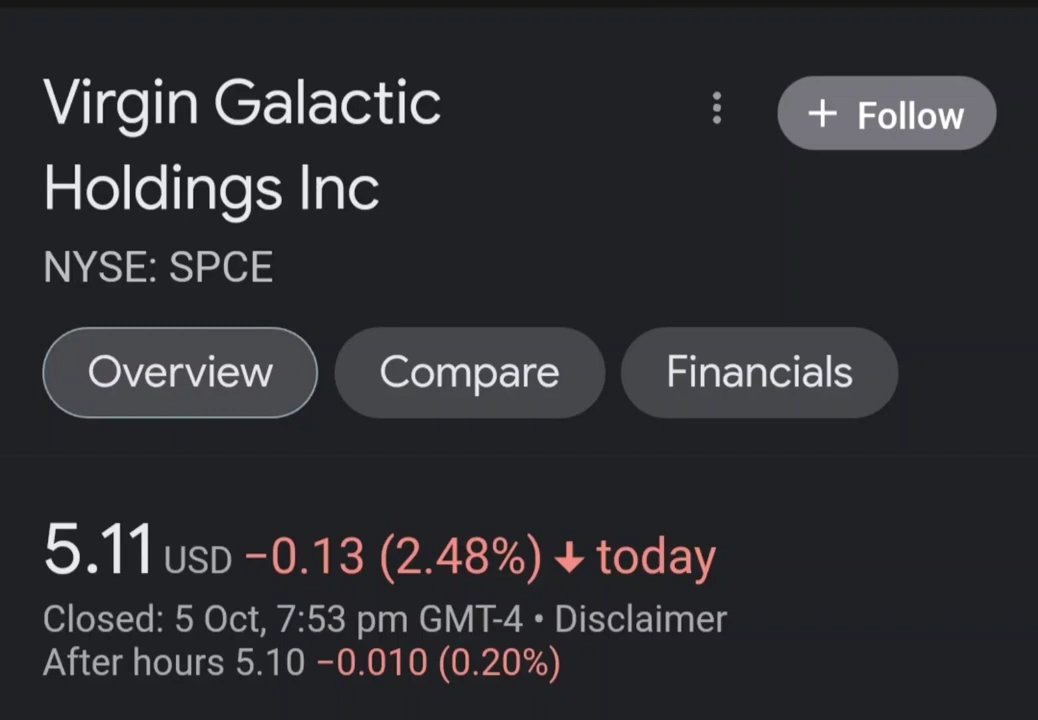 Virgin Galactic
Holdings Inc
+ Follow
NYSE: SPCE
Overview
Compare
Financials
5.11 USD −0.13 (2.48%) ↓ today
Closed: 5 Oct, 7:53 pm GMT-4 • Disclaimer
After hours 5.10 −0.010 (0.20%)